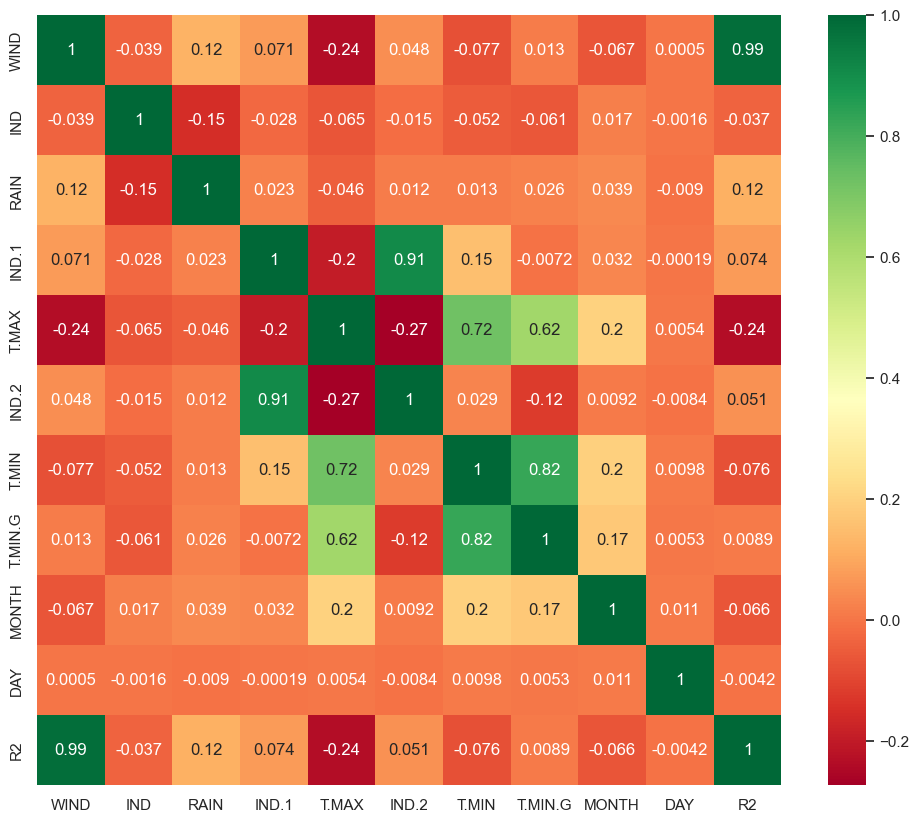 WIND 1 -0.039 0.12 0.071 -0.24 0.048 -0.077 0.013 -0.067 0.0005 0.99
IND -0.039 1 -0.15 -0.028 -0.065 -0.015 -0.052 -0.061 0.017 -0.0016 -0.037
RAIN 0.12 -0.15 1 0.023 -0.046 0.012 0.013 0.026 0.039 -0.009 0.12
IND.1 0.071 -0.028 0.023 1 -0.2 0.91 0.15 -0.0072 0.032 -0.00019 0.074
T.MAX -0.24 -0.065 -0.046 -0.2 1 -0.27 0.72 0.62 0.2 0.0054 -0.24
IND.2 0.048 -0.015 0.012 0.91 -0.27 1 0.029 -0.12 0.0092 -0.0084 0.051
T.MIN -0.077 -0.052 0.013 0.15 0.72 0.029 1 0.82 0.2 0.0098 -0.076
T.MIN.G 0.013 -0.061 0.026 -0.0072 0.62 -0.12 0.82 1 0.17 0.0053 0.0089
MONTH -0.067 0.017 0.039 0.032 0.2 0.0092 0.2 0.17 1 0.011 -0.066
DAY 0.0005 -0.0016 -0.009 -0.00019 0.0054 -0.0084 0.0098 0.0053 0.011 1 -0.0042
R2 0.99 -0.037 0.12 0.074 -0.24 0.051 -0.076 0.0089 -0.066 -0.0042 1
WIND IND RAIN IND.1 T.MAX IND.2 T.MIN T.MIN.G MONTH DAY R2
1.0
0.8
0.6
0.4
0.2
0.0
−0.2